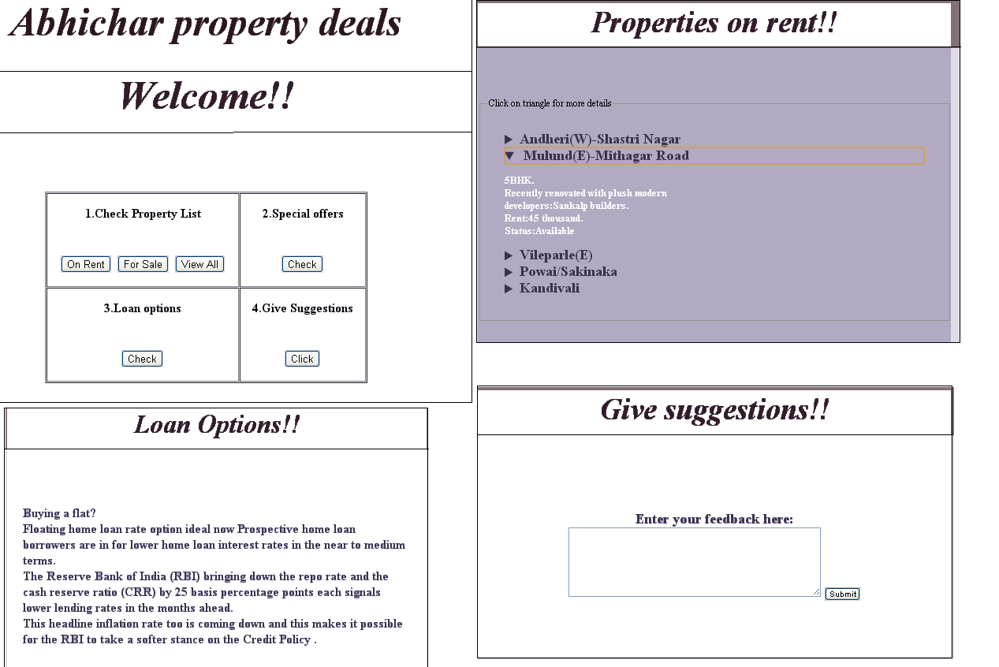 Abhichar property deals
Welcome!!
1.Check Property List
On Rent For Sale View All
2.Special offers
Check
3.Loan options
Check
4.Give Suggestions
Click
Properties on rent!!
Click on triangle for more details
Andheri(W)-Shastri Nagar
Mulund(E)-Mithagar Road
5BHK.
Recently renovated with plush modern
developers:Sankalp builders.
Rent:45 thousand.
Status:Available
Vileparle(E)
Powai/Sakinaka
Kandivali
Loan Options!!
Buying a flat?
Floating home loan rate option ideal now Prospective home loan
borrowers are in for lower home loan interest rates in the near to medium
terms.
The Reserve Bank of India (RBI) bringing down the repo rate and the
cash reserve ratio (CRR) by 25 basis percentage points each signals
lower lending rates in the months ahead.
This headline inflation rate too is coming down and this makes it possible
for the RBI to take a softer stance on the Credit Policy .
Give suggestions!!
Enter your feedback here:
Submit